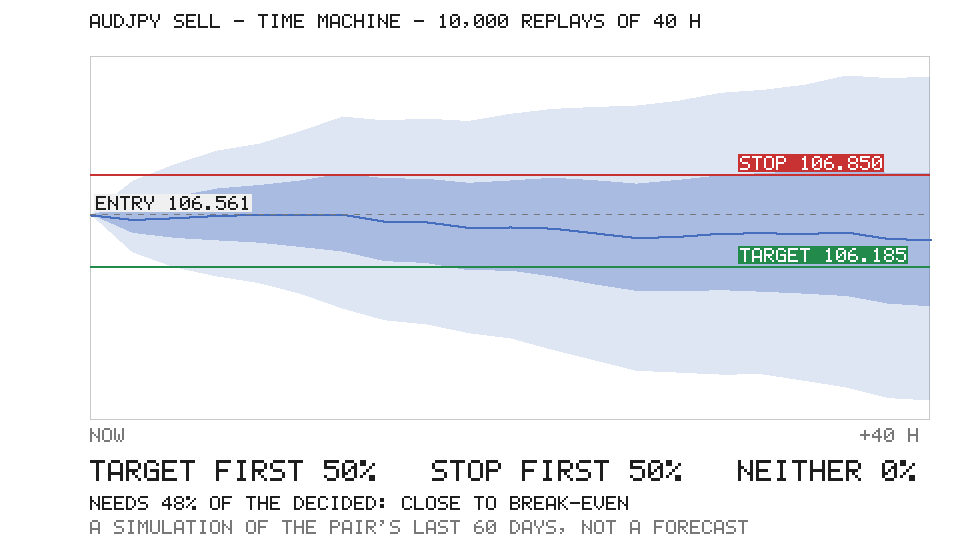 AUDJPY SELL - TIME MACHINE - 10,000 REPLAYS OF 40 H
STOP 106.850
ENTRY 106.561
TARGET 106.185
NOW +40 H
TARGET FIRST 50% STOP FIRST 50% NEITHER 0%
NEEDS 48% OF THE DECIDED: CLOSE TO BREAK-EVEN
A SIMULATION OF THE PAIR'S LAST 60 DAYS, NOT A FORECAST